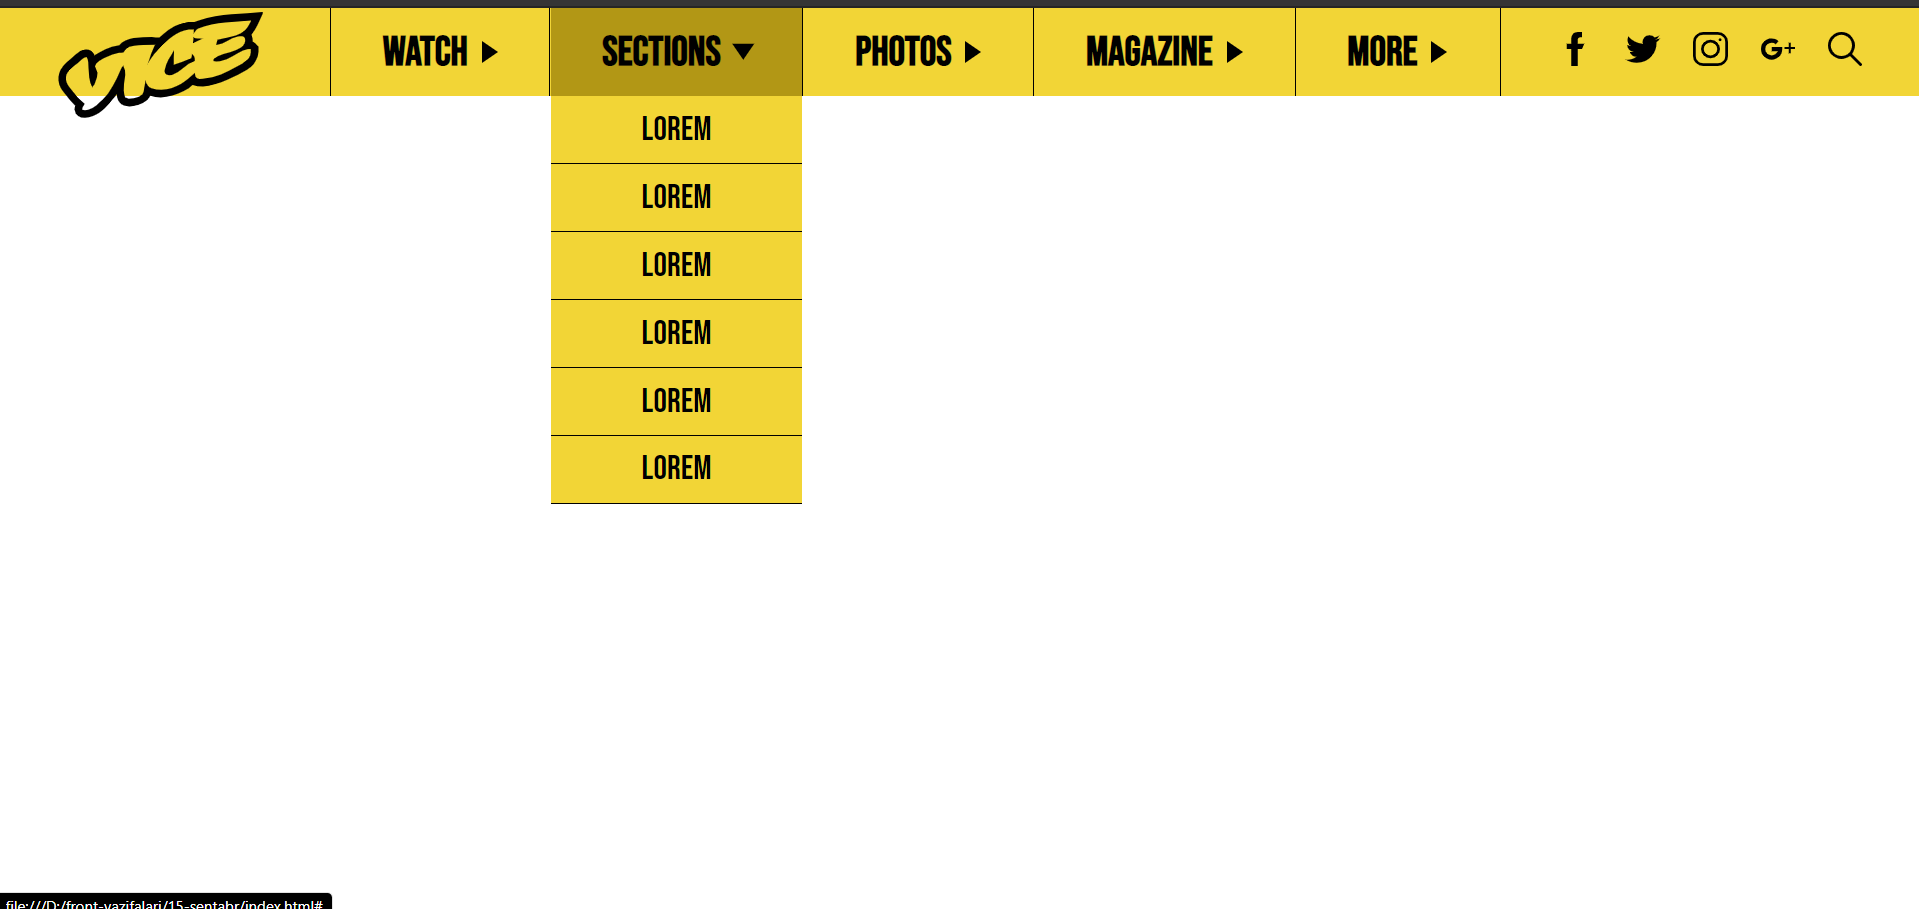 VICE
WATCH
SECTIONS
PHOTOS
MAGAZINE
MORE
G+
LOREM
LOREM
LOREM
LOREM
LOREM
LOREM
file:///D:/front-vazifalari/15-sentabr/index.html#